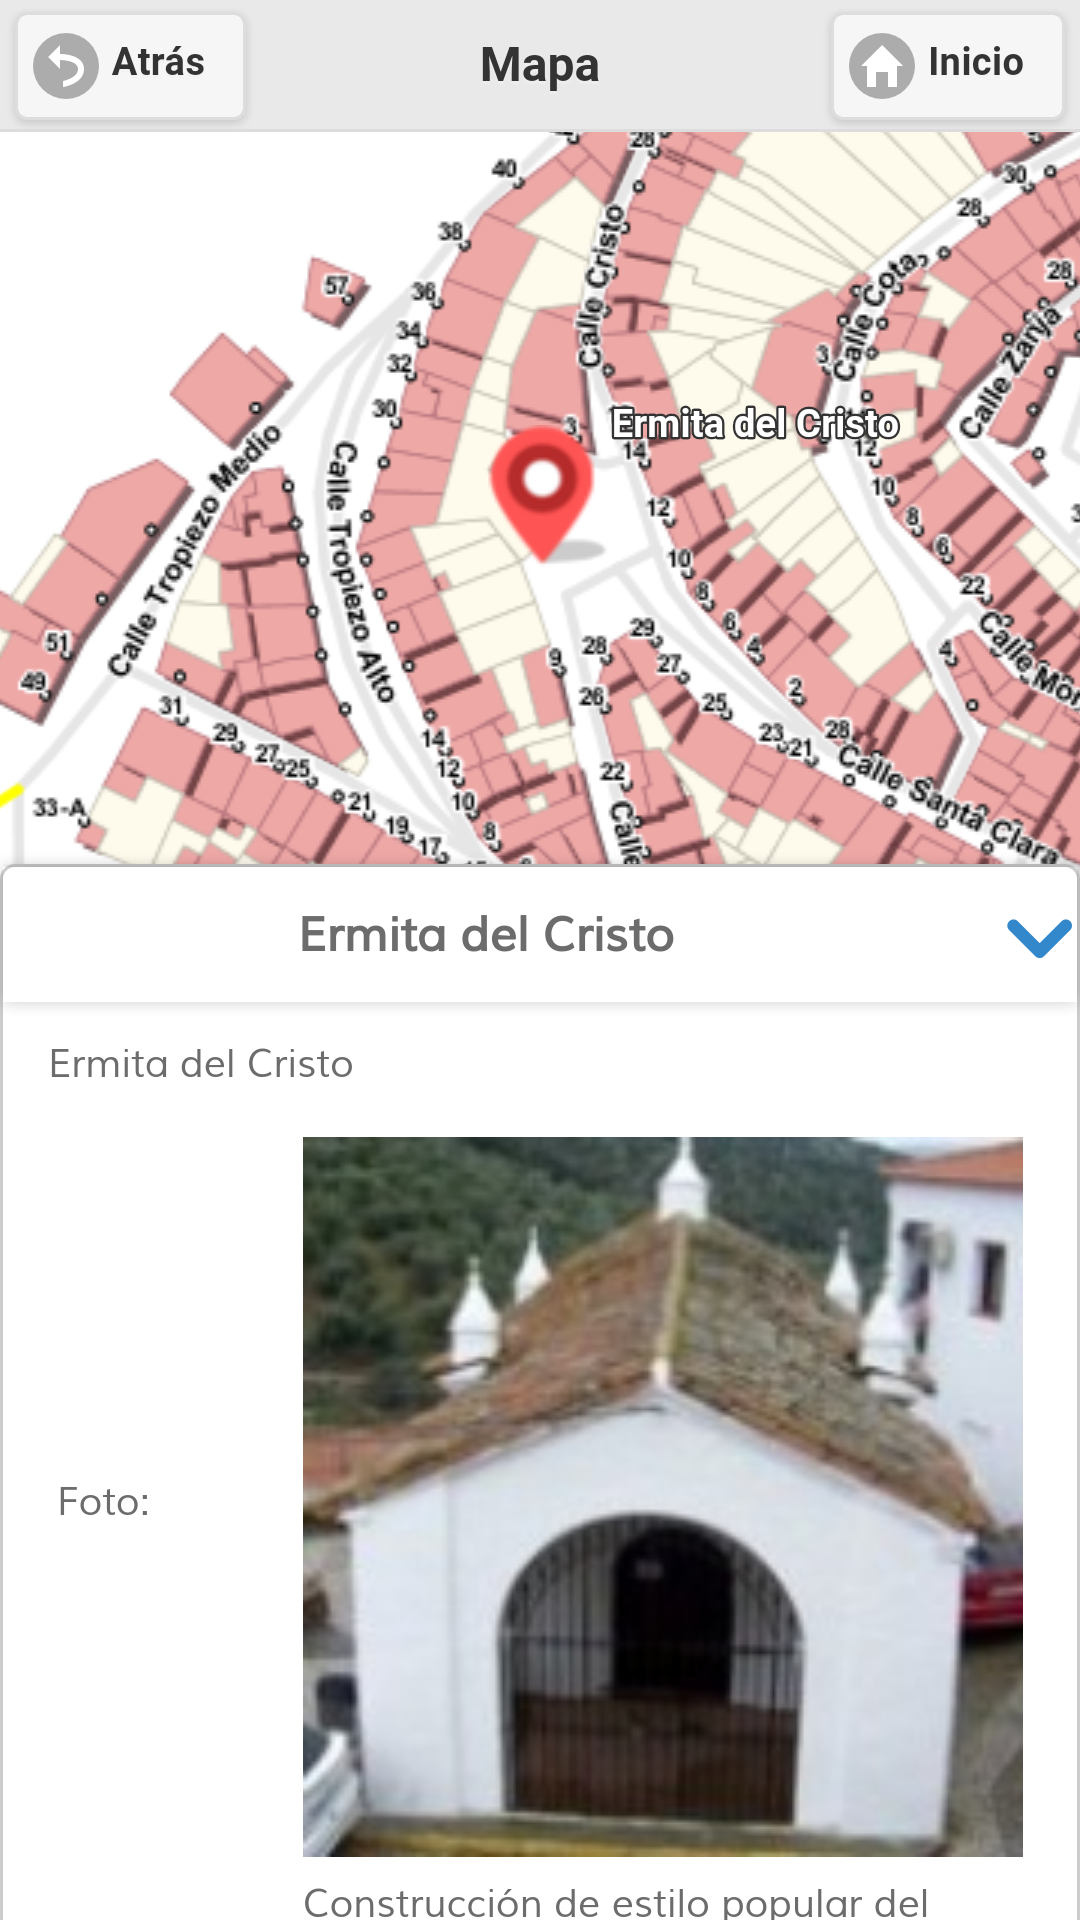 Atrás
Mapa
Inicio
28
40
30
28
38
Calle Cristo
Calle Cota
28
57
36
34
32
3
Calle Zanja
30
3
Ermita del Cristo
14
12
Calle Tropiezo Medio
Calle Tropiezo Alto
10
12
8
10
6
8
22
6
29
28
4
51
9
27
4
Calle Mor
49
26
2
25
31
29
27
25
14
23
21
28
Calle Santa Clara
12
22
33-A
21
10
19
8
17
Calle
Ermita del Cristo
Ermita del Cristo
Foto:
Construcción de estilo popular del